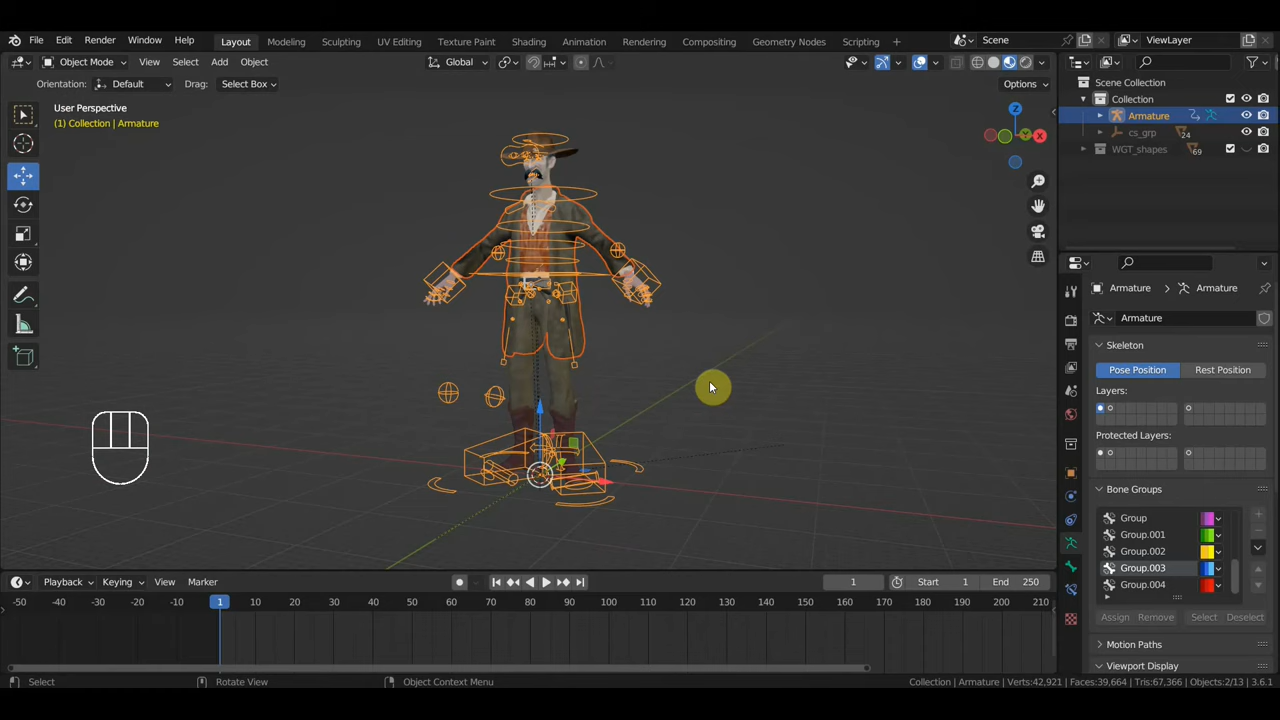 File Edit Render Window Help Layout Modeling Sculpting UV Editing Texture Paint Shading Animation Rendering Compositing Geometry Nodes Scripting + Scene ViewLayer
Object Mode View Select Add Object Global Options
Orientation: Default Drag: Select Box
User Perspective
(1) Collection | Armature
Z
Y
X
Scene Collection
Collection
Armature
cs_grp 24
WGT_shapes 69
Armature > Armature
Armature
Skeleton
Pose Position Rest Position
Layers:
Protected Layers:
Bone Groups
Group
Group.001
Group.002
Group.003
Group.004
Assign Remove Select Deselect
Motion Paths
Viewport Display
Playback Keying View Marker 1 Start 1 End 250
-50 -40 -30 -20 -10 1 10 20 30 40 50 60 70 80 90 100 110 120 130 140 150 160 170 180 190 200 210
Select Rotate View Object Context Menu Collection | Armature Verts:42,921 Faces:39,664 Tris:67,366 Objects:2/13 3.6.1